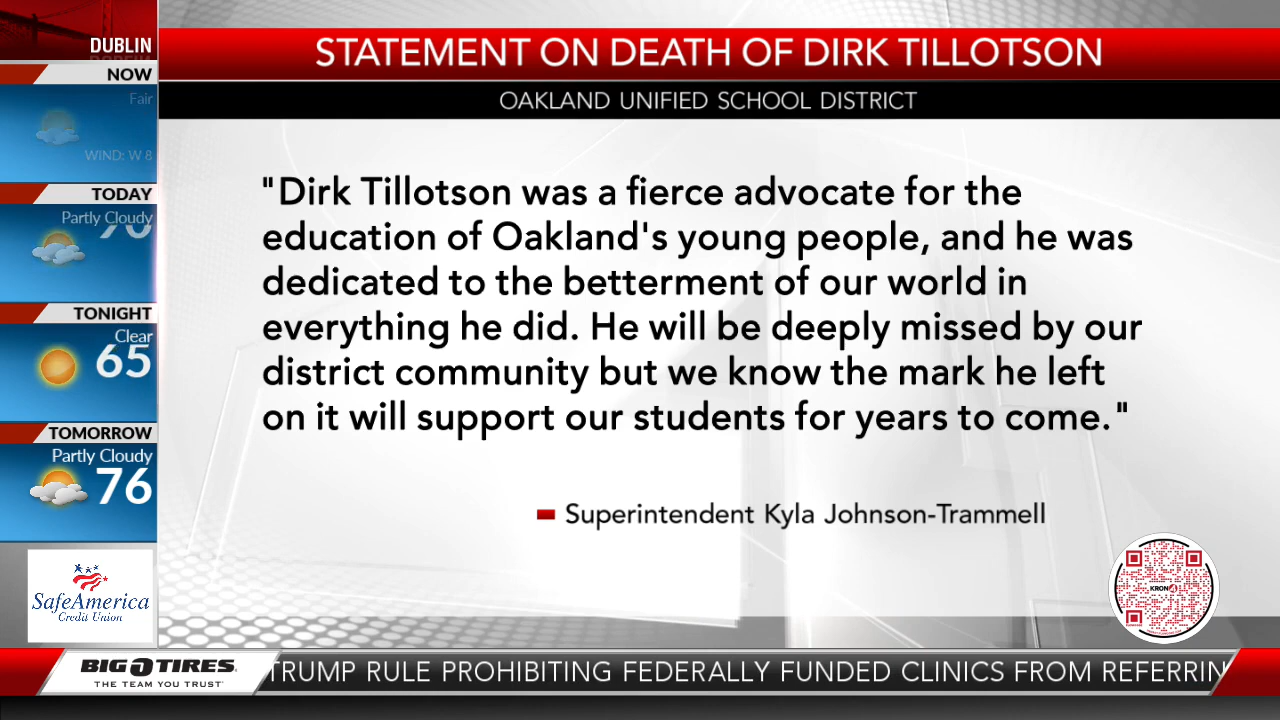 DUBLIN
NOW
Fair
WIND: W 8
TODAY
Partly Cloudy
TONIGHT
Clear
65
TOMORROW
Partly Cloudy
76
SafeAmerica
Credit Union
STATEMENT ON DEATH OF DIRK TILLOTSON
OAKLAND UNIFIED SCHOOL DISTRICT
"Dirk Tillotson was a fierce advocate for the
education of Oakland's young people, and he was
dedicated to the betterment of our world in
everything he did. He will be deeply missed by our
district community but we know the mark he left
on it will support our students for years to come."
Superintendent Kyla Johnson-Trammell
KRON4
BIG O TIRES
THE TEAM YOU TRUST
TRUMP RULE PROHIBITING FEDERALLY FUNDED CLINICS FROM REFERRIN